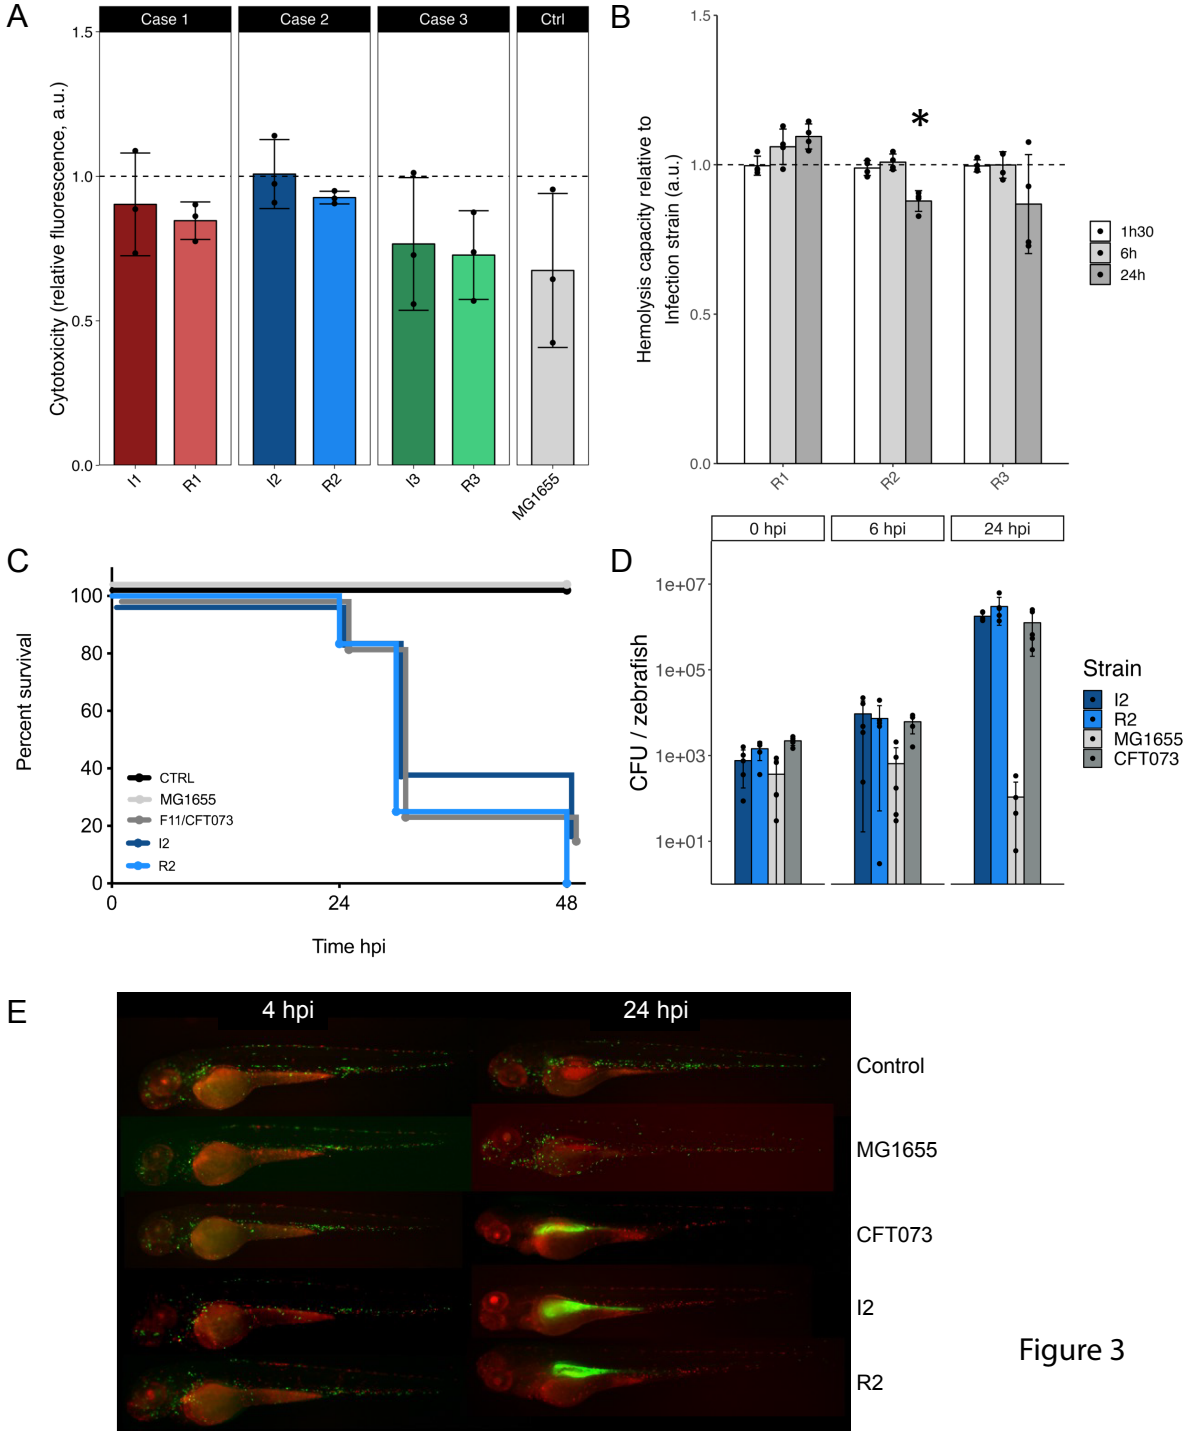 A
Case 1
Case 2
Case 3
Ctrl
Cytotoxicity (relative fluorescence, a.u.)
1.5
1.0
0.5
0.0
I1
R1
I2
R2
I3
R3
MG1655
B
Hemolysis capacity relative to
Infection strain (a.u.)
1.5
1.0
0.5
0.0
*
R1
R2
R3
1h30
6h
24h
C
Percent survival
100
80
60
40
20
0
CTRL
MG1655
F11/CFT073
I2
R2
0
24
48
Time hpi
D
0 hpi
6 hpi
24 hpi
CFU / zebrafish
1e+07
1e+05
1e+03
1e+01
Strain
I2
R2
MG1655
CFT073
E
4 hpi
24 hpi
Control
MG1655
CFT073
I2
R2
Figure 3